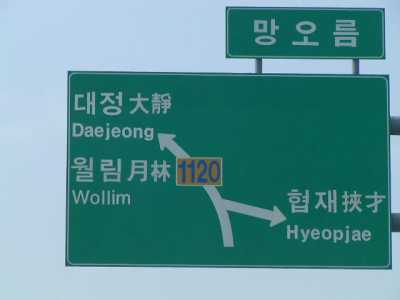 망오름
대정 大靜
Daejeong
월림 月林
1120
Wollim
협재 挾才
Hyeopjae